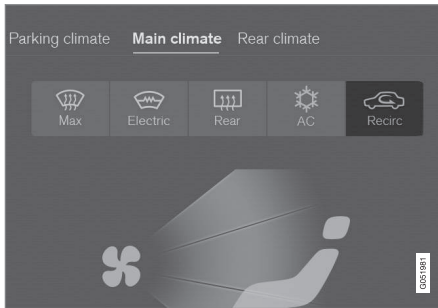 Parking climate Main climate Rear climate
Max Electric Rear AC Recirc
G051981